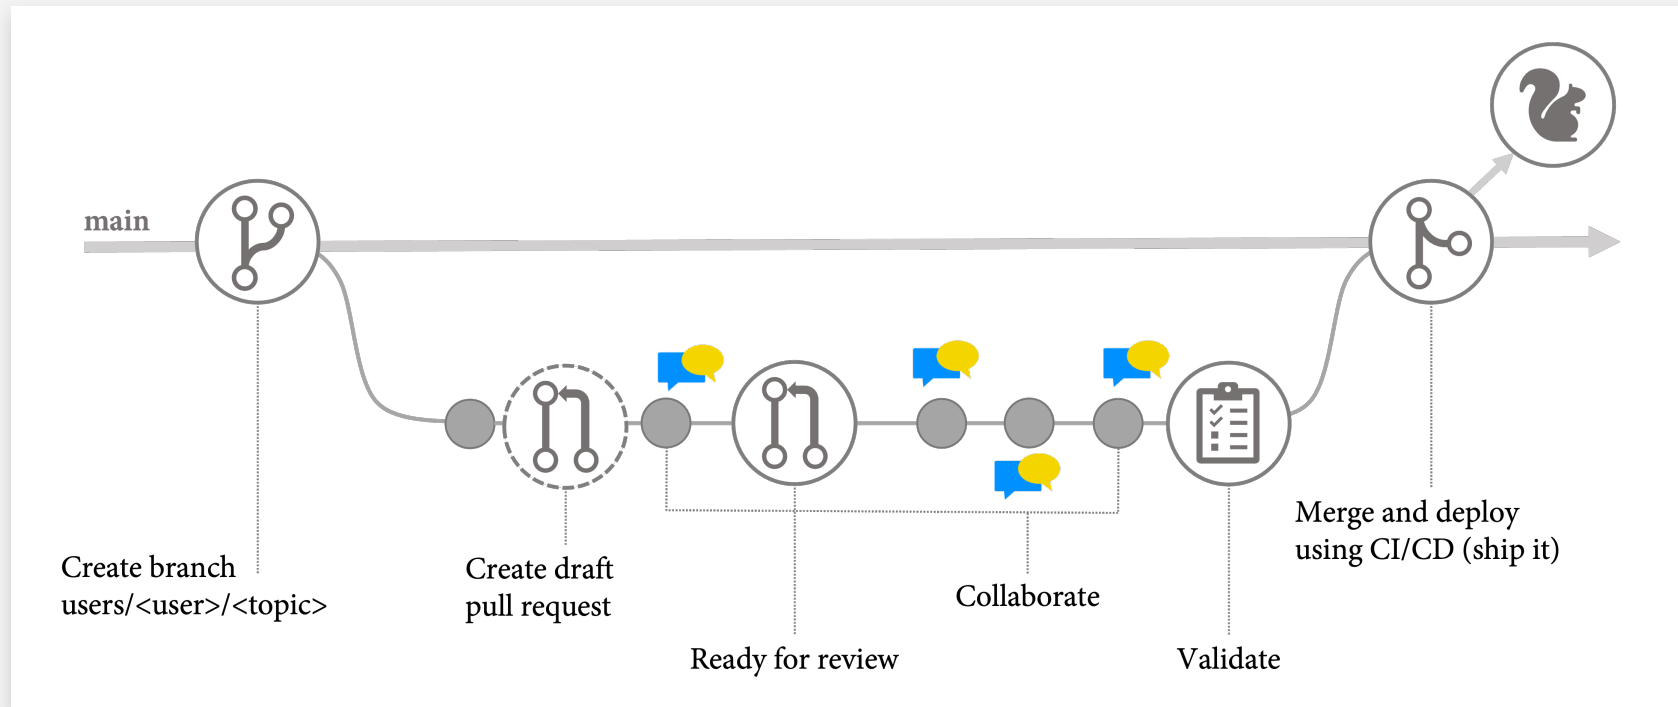 main
Create branch
users/<user>/<topic>
Create draft
pull request
Ready for review
Collaborate
Validate
Merge and deploy
using CI/CD (ship it)